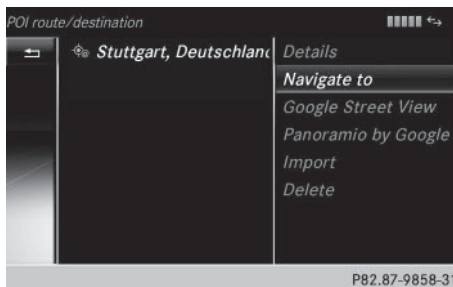 POI route/destination
Stuttgart, Deutschland
Details
Navigate to
Google Street View
Panoramio by Google
Import
Delete
P82.87-9858-31